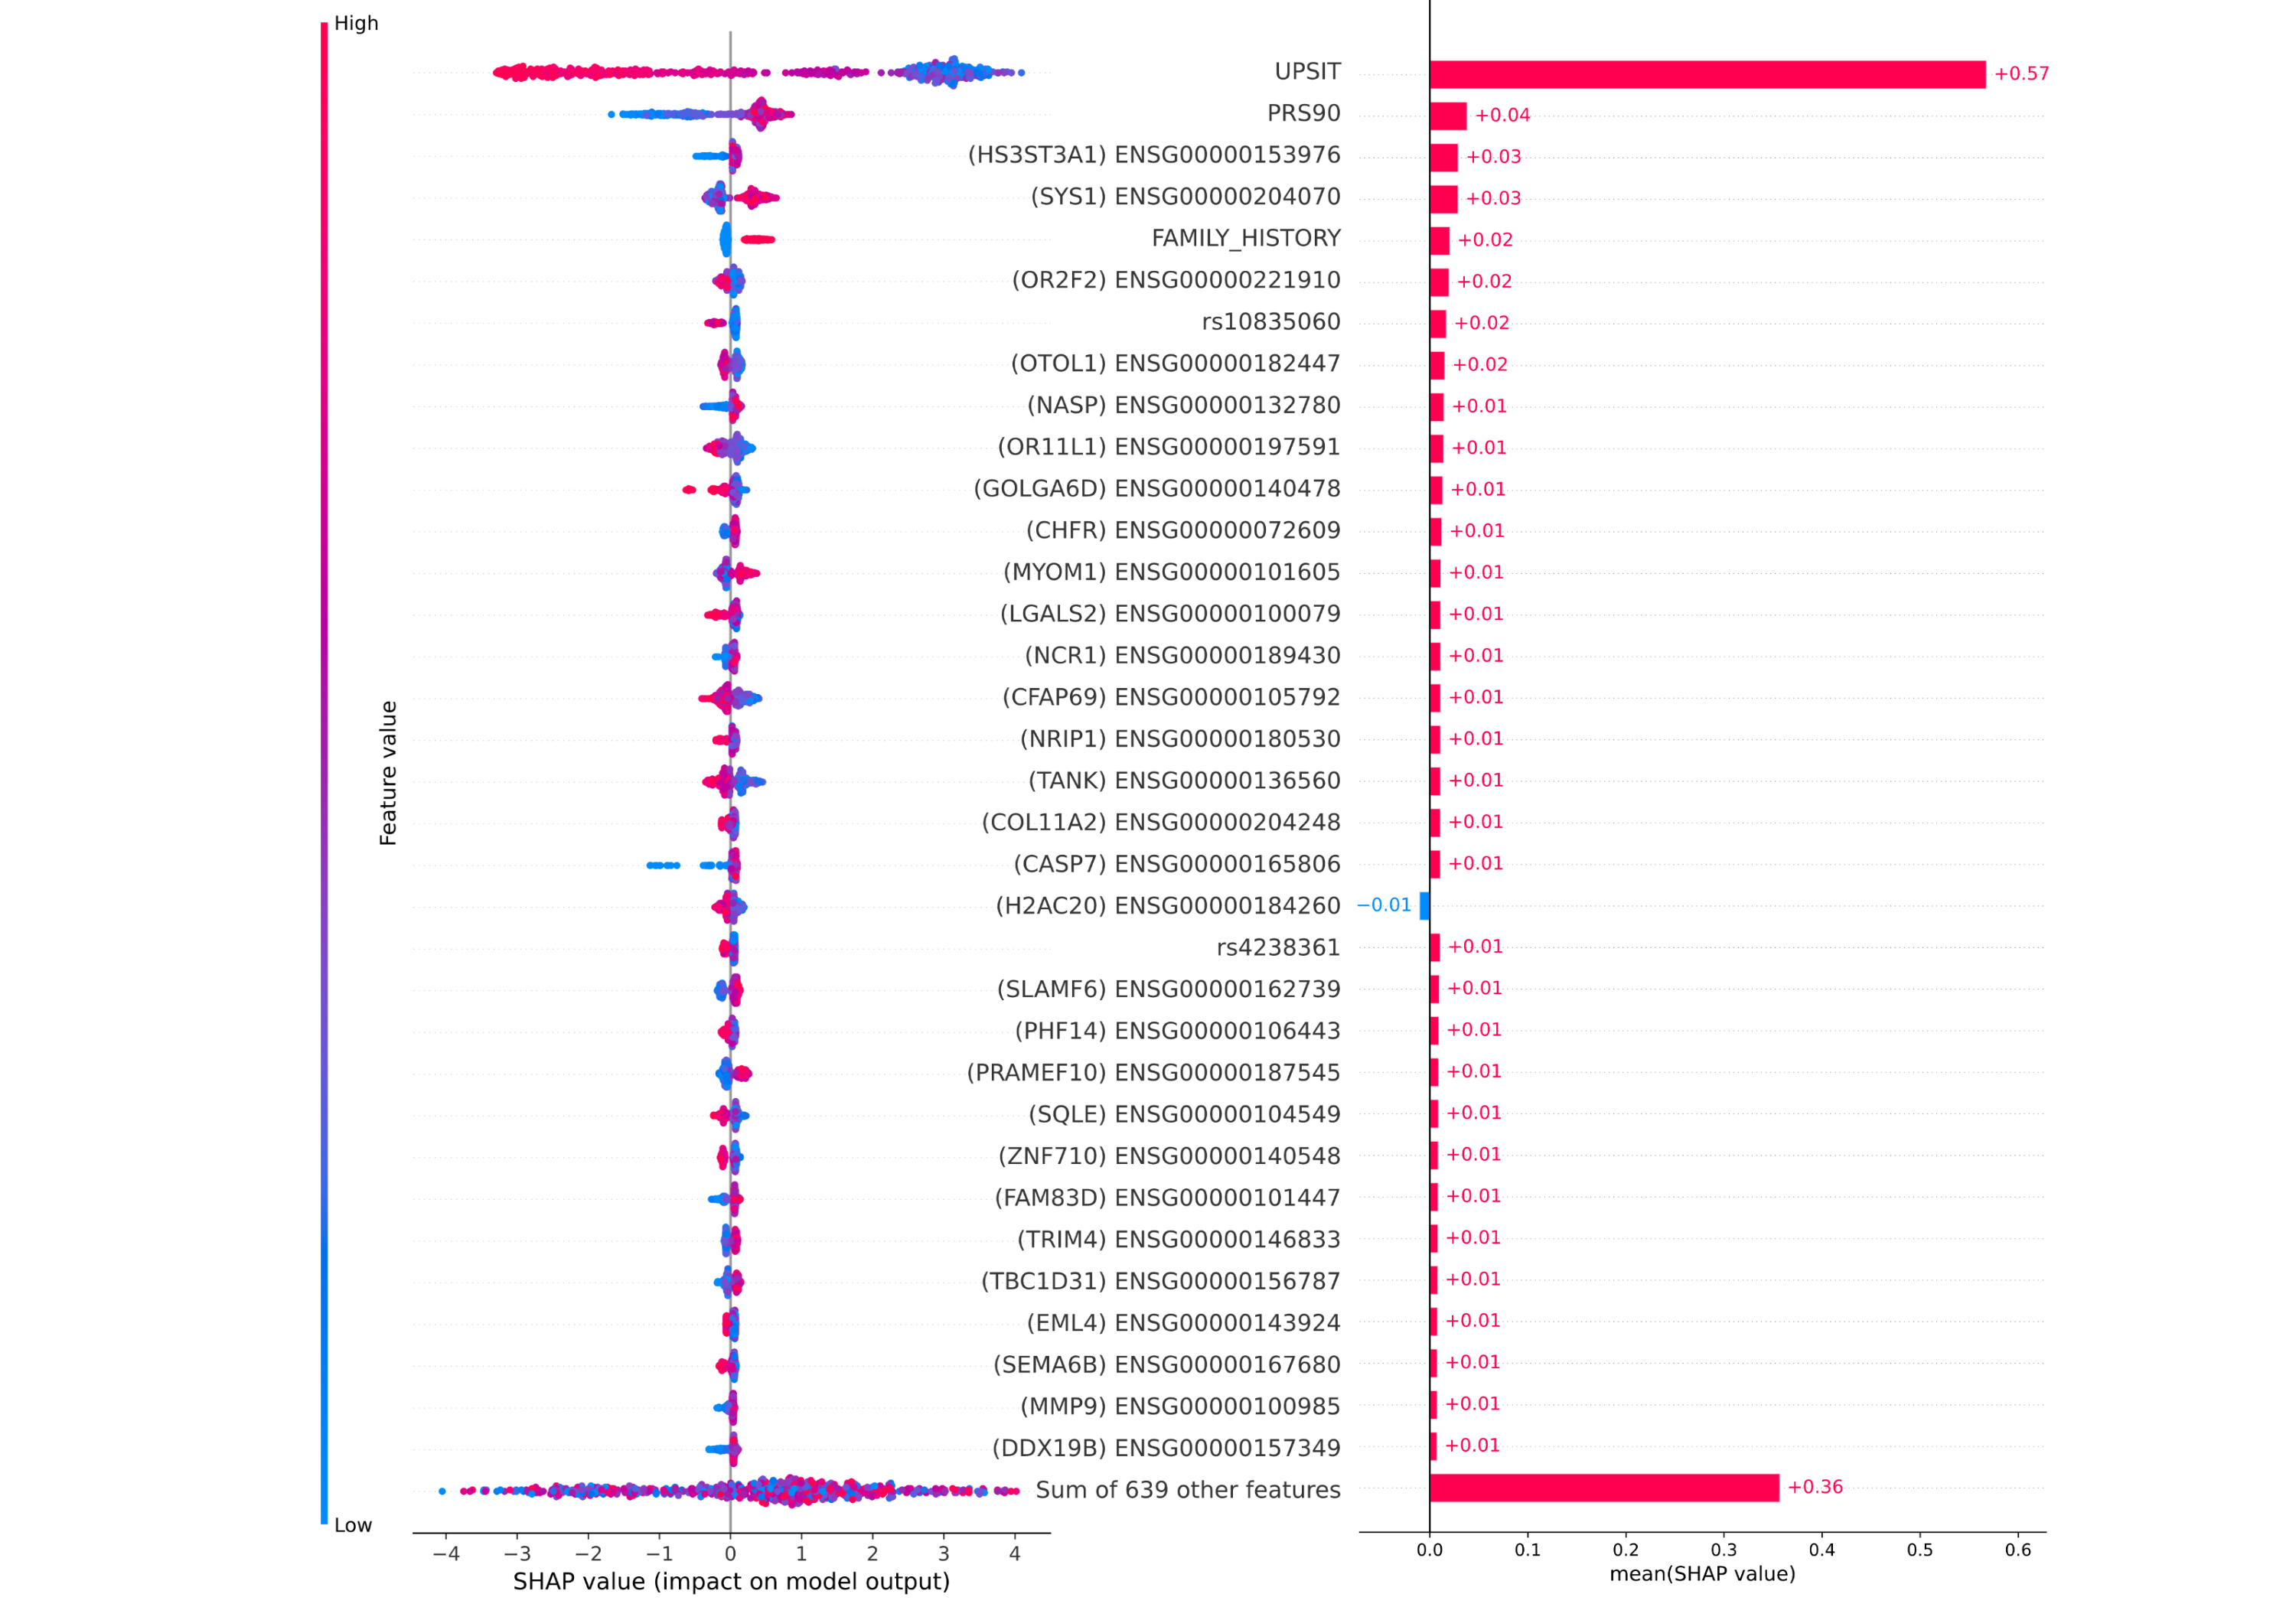 High
UPSIT +0.57
PRS90 +0.04
(HS3ST3A1) ENSG00000153976 +0.03
(SYS1) ENSG00000204070 +0.03
FAMILY_HISTORY +0.02
(OR2F2) ENSG00000221910 +0.02
rs10835060 +0.02
(OTOL1) ENSG00000182447 +0.02
(NASP) ENSG00000132780 +0.01
(OR11L1) ENSG00000197591 +0.01
(GOLGA6D) ENSG00000140478 +0.01
(CHFR) ENSG00000072609 +0.01
(MYOM1) ENSG00000101605 +0.01
(LGALS2) ENSG00000100079 +0.01
(NCR1) ENSG00000189430 +0.01
(CFAP69) ENSG00000105792 +0.01
(NRIP1) ENSG00000180530 +0.01
(TANK) ENSG00000136560 +0.01
(COL11A2) ENSG00000204248 +0.01
(CASP7) ENSG00000165806 +0.01
(H2AC20) ENSG00000184260 −0.01
rs4238361 +0.01
(SLAMF6) ENSG00000162739 +0.01
(PHF14) ENSG00000106443 +0.01
(PRAMEF10) ENSG00000187545 +0.01
(SQLE) ENSG00000104549 +0.01
(ZNF710) ENSG00000140548 +0.01
(FAM83D) ENSG00000101447 +0.01
(TRIM4) ENSG00000146833 +0.01
(TBC1D31) ENSG00000156787 +0.01
(EML4) ENSG00000143924 +0.01
(SEMA6B) ENSG00000167680 +0.01
(MMP9) ENSG00000100985 +0.01
(DDX19B) ENSG00000157349 +0.01
Sum of 639 other features +0.36
Feature value
Low
−4 −3 −2 −1 0 1 2 3 4
SHAP value (impact on model output)
0.0 0.1 0.2 0.3 0.4 0.5 0.6
mean(SHAP value)